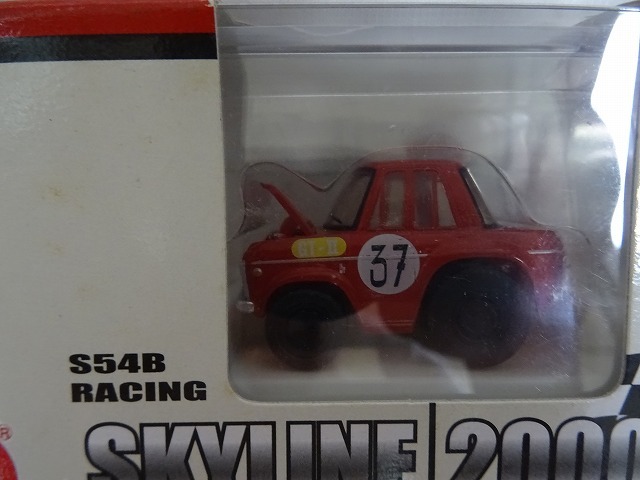 37
S54B
RACING
SKYLINE 2000
®